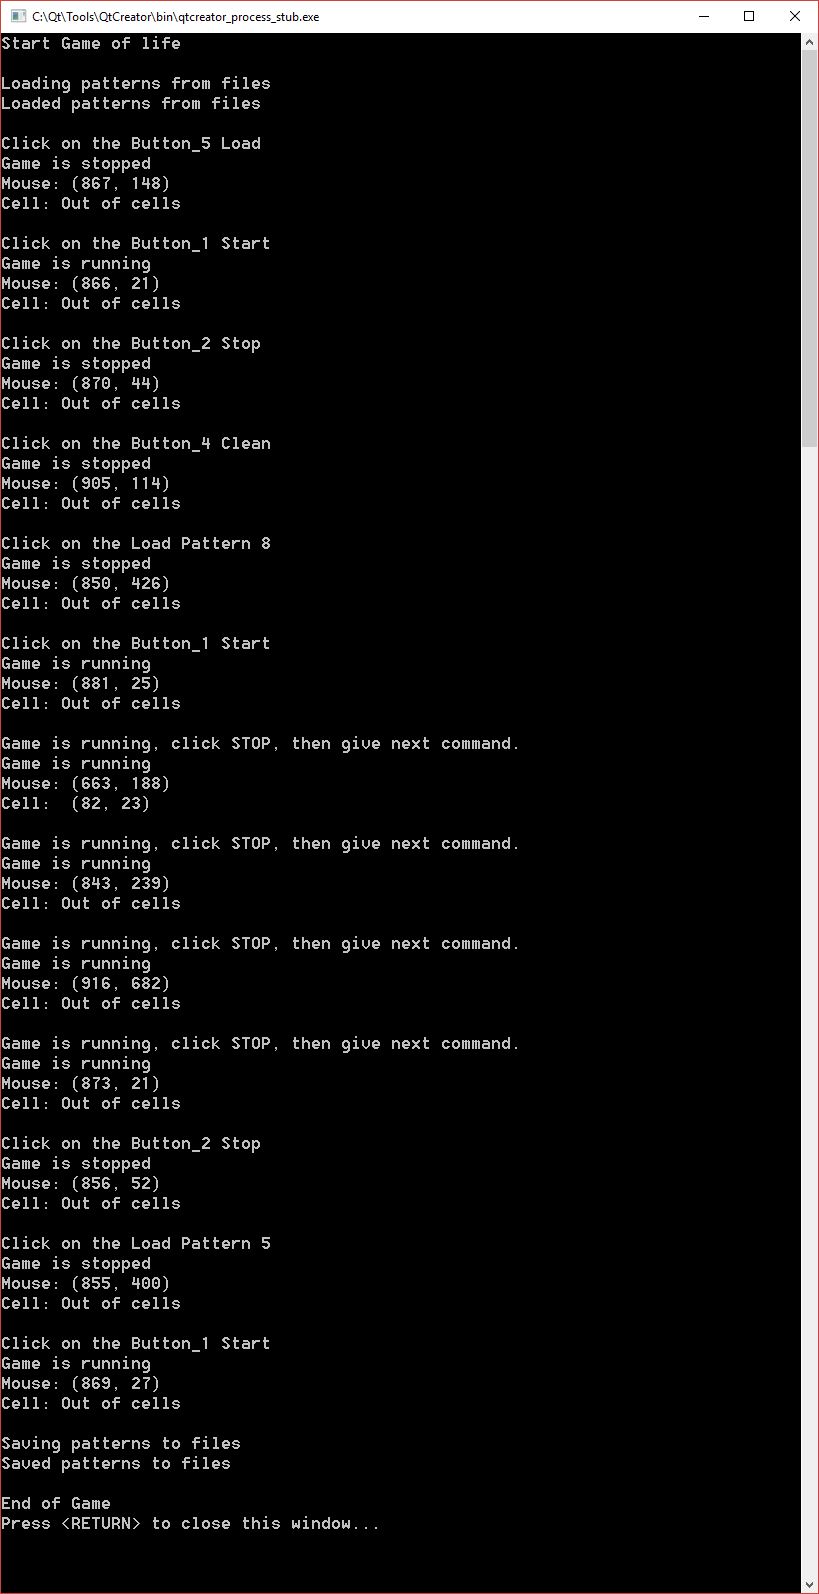 C:\Qt\Tools\QtCreator\bin\qtcreator_process_stub.exe
Start Game of life
Loading patterns from files
Loaded patterns from files
Click on the Button_5 Load
Game is stopped
Mouse: (867, 148)
Cell: Out of cells
Click on the Button_1 Start
Game is running
Mouse: (866, 21)
Cell: Out of cells
Click on the Button_2 Stop
Game is stopped
Mouse: (870, 44)
Cell: Out of cells
Click on the Button_4 Clean
Game is stopped
Mouse: (905, 114)
Cell: Out of cells
Click on the Load Pattern 8
Game is stopped
Mouse: (850, 426)
Cell: Out of cells
Click on the Button_1 Start
Game is running
Mouse: (881, 25)
Cell: Out of cells
Game is running, click STOP, then give next command.
Game is running
Mouse: (663, 188)
Cell:  (82, 23)
Game is running, click STOP, then give next command.
Game is running
Mouse: (843, 239)
Cell: Out of cells
Game is running, click STOP, then give next command.
Game is running
Mouse: (916, 682)
Cell: Out of cells
Game is running, click STOP, then give next command.
Game is running
Mouse: (873, 21)
Cell: Out of cells
Click on the Button_2 Stop
Game is stopped
Mouse: (856, 52)
Cell: Out of cells
Click on the Load Pattern 5
Game is stopped
Mouse: (855, 400)
Cell: Out of cells
Click on the Button_1 Start
Game is running
Mouse: (869, 27)
Cell: Out of cells
Saving patterns to files
Saved patterns to files
End of Game
Press <RETURN> to close this window...